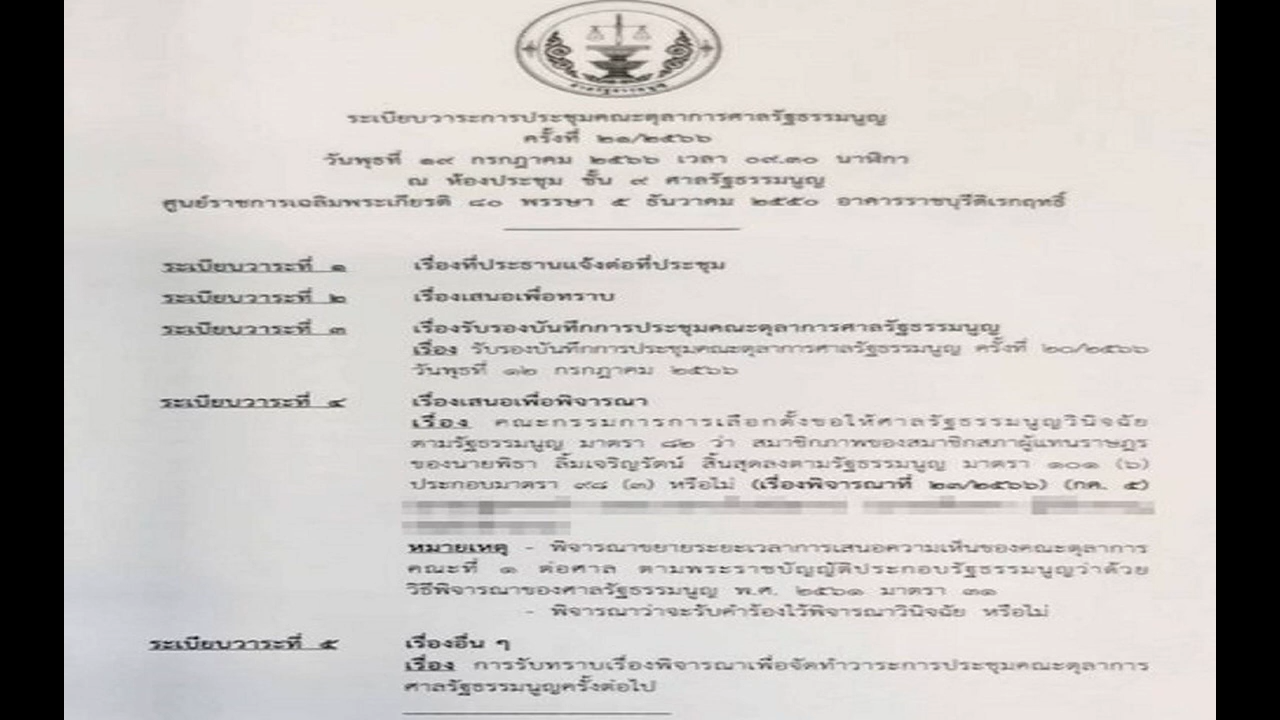 ศาลรัฐธรรมนูญ
ระเบียบวาระการประชุมคณะตุลาการศาลรัฐธรรมนูญ
ครั้งที่ ๒๑/๒๕๖๖
วันพุธที่ ๑๙ กรกฎาคม ๒๕๖๖ เวลา ๐๙.๓๐ นาฬิกา
ณ ห้องประชุม ชั้น ๙ ศาลรัฐธรรมนูญ
ศูนย์ราชการเฉลิมพระเกียรติ ๘๐ พรรษา ๕ ธันวาคม ๒๕๕๐ อาคารราชบุรีดิเรกฤทธิ์
ระเบียบวาระที่ ๑ เรื่องที่ประธานแจ้งต่อที่ประชุม
ระเบียบวาระที่ ๒ เรื่องเสนอเพื่อทราบ
ระเบียบวาระที่ ๓ เรื่องรับรองบันทึกการประชุมคณะตุลาการศาลรัฐธรรมนูญ
เรื่อง รับรองบันทึกการประชุมคณะตุลาการศาลรัฐธรรมนูญ ครั้งที่ ๒๐/๒๕๖๖
วันพุธที่ ๑๒ กรกฎาคม ๒๕๖๖
ระเบียบวาระที่ ๔ เรื่องเสนอเพื่อพิจารณา
เรื่อง คณะกรรมการการเลือกตั้งขอให้ศาลรัฐธรรมนูญวินิจฉัย
ตามรัฐธรรมนูญ มาตรา ๘๒ ว่า สมาชิกภาพของสมาชิกสภาผู้แทนราษฎร
ของนายพิธา ลิ้มเจริญรัตน์ สิ้นสุดลงตามรัฐธรรมนูญ มาตรา ๑๐๑ (๖)
ประกอบมาตรา ๙๘ (๓) หรือไม่ (เรื่องพิจารณาที่ ๒๓/๒๕๖๖) (กค. ๕)
หมายเหตุ - พิจารณาขยายระยะเวลาการเสนอความเห็นของคณะตุลาการ
คณะที่ ๑ ต่อศาล ตามพระราชบัญญัติประกอบรัฐธรรมนูญว่าด้วย
วิธีพิจารณาของศาลรัฐธรรมนูญ พ.ศ. ๒๕๖๑ มาตรา ๓๑
- พิจารณาว่าจะรับคำร้องไว้พิจารณาวินิจฉัย หรือไม่
ระเบียบวาระที่ ๕ เรื่องอื่น ๆ
เรื่อง การรับทราบเรื่องพิจารณาเพื่อจัดทำวาระการประชุมคณะตุลาการ
ศาลรัฐธรรมนูญครั้งต่อไป